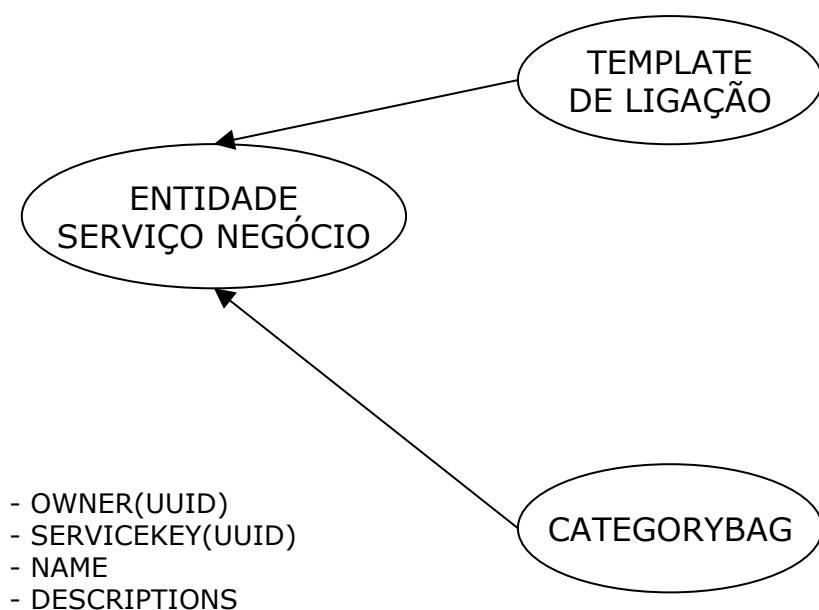 TEMPLATE
DE LIGAÇÃO
ENTIDADE
SERVIÇO NEGÓCIO
- OWNER(UUID)
- SERVICEKEY(UUID)
- NAME
- DESCRIPTIONS
CATEGORYBAG